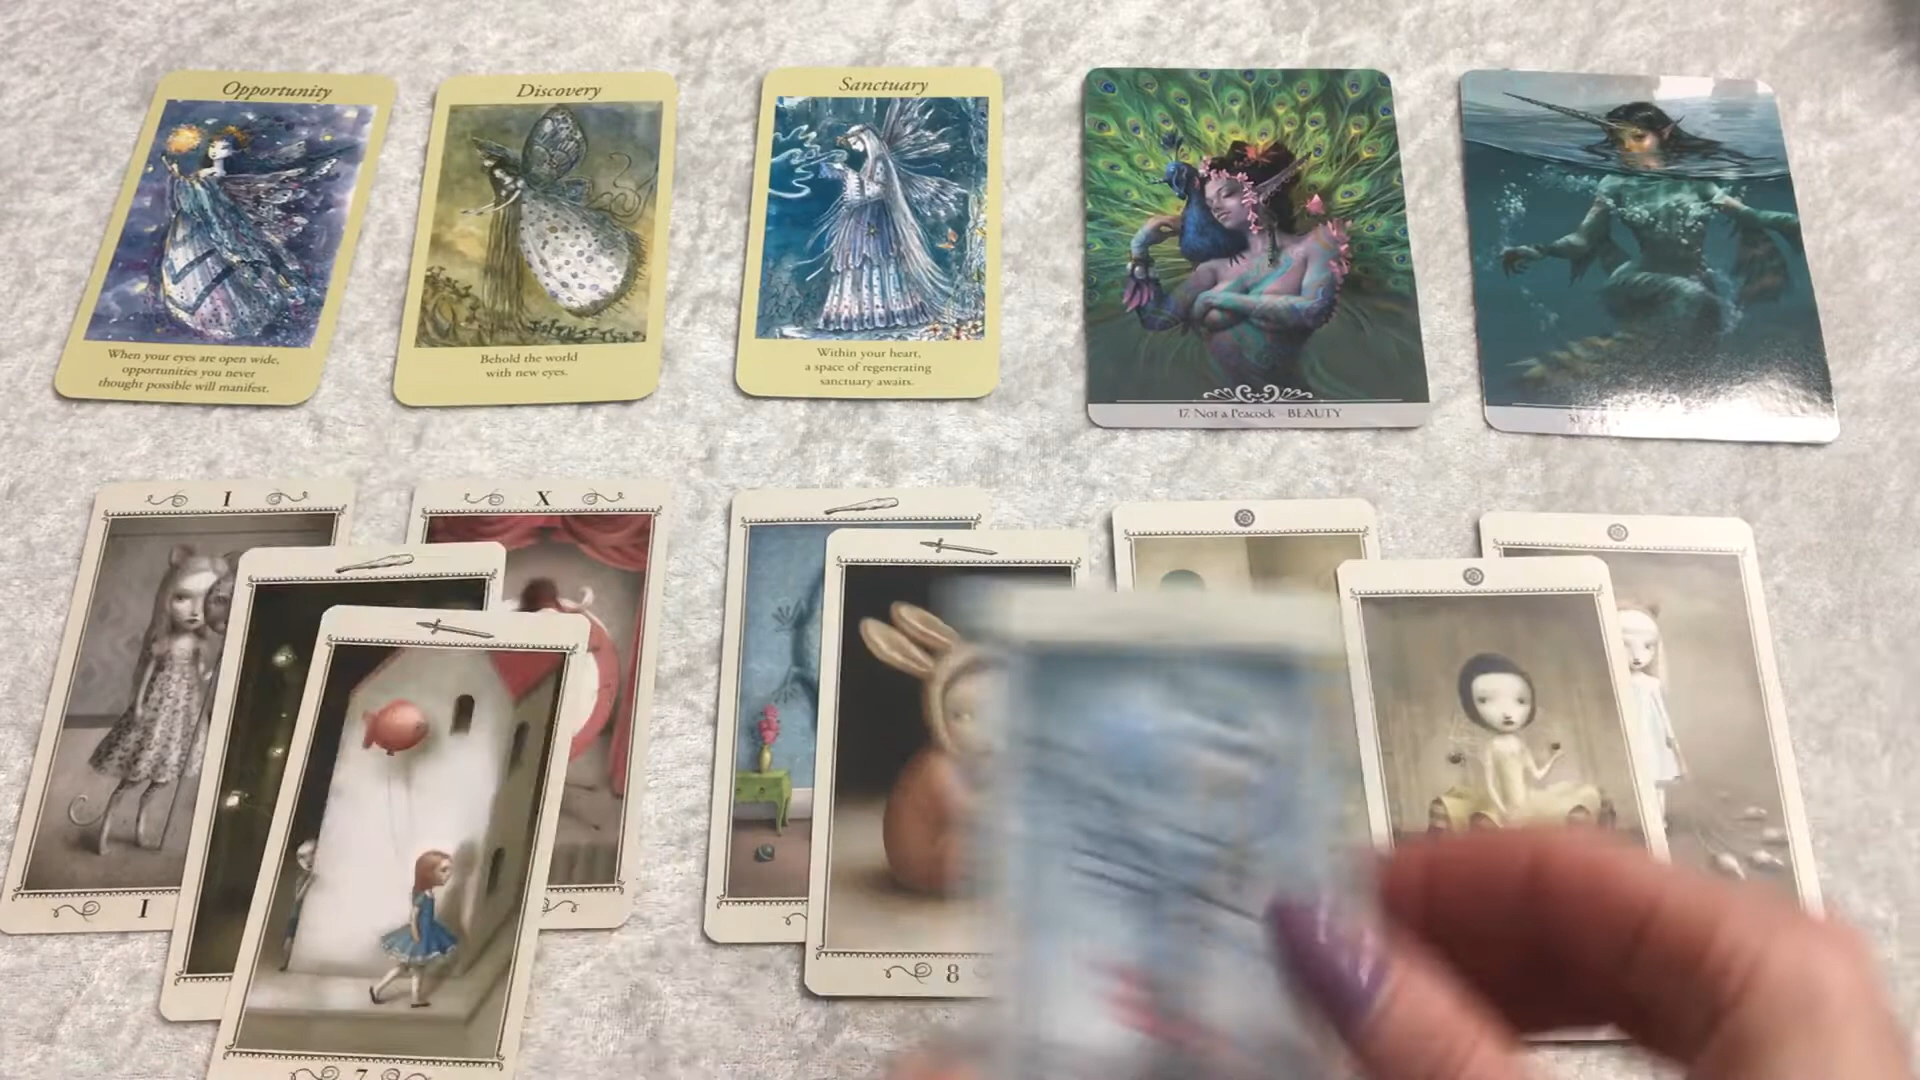 Opportunity
When your eyes are open wide,
opportunities you never
thought possible will manifest.
Discovery
Behold the world
with new eyes.
Sanctuary
Within your heart,
a space of regenerating
sanctuary awaits.
17. Not a Peacock - BEAUTY
I
X
I
8
7